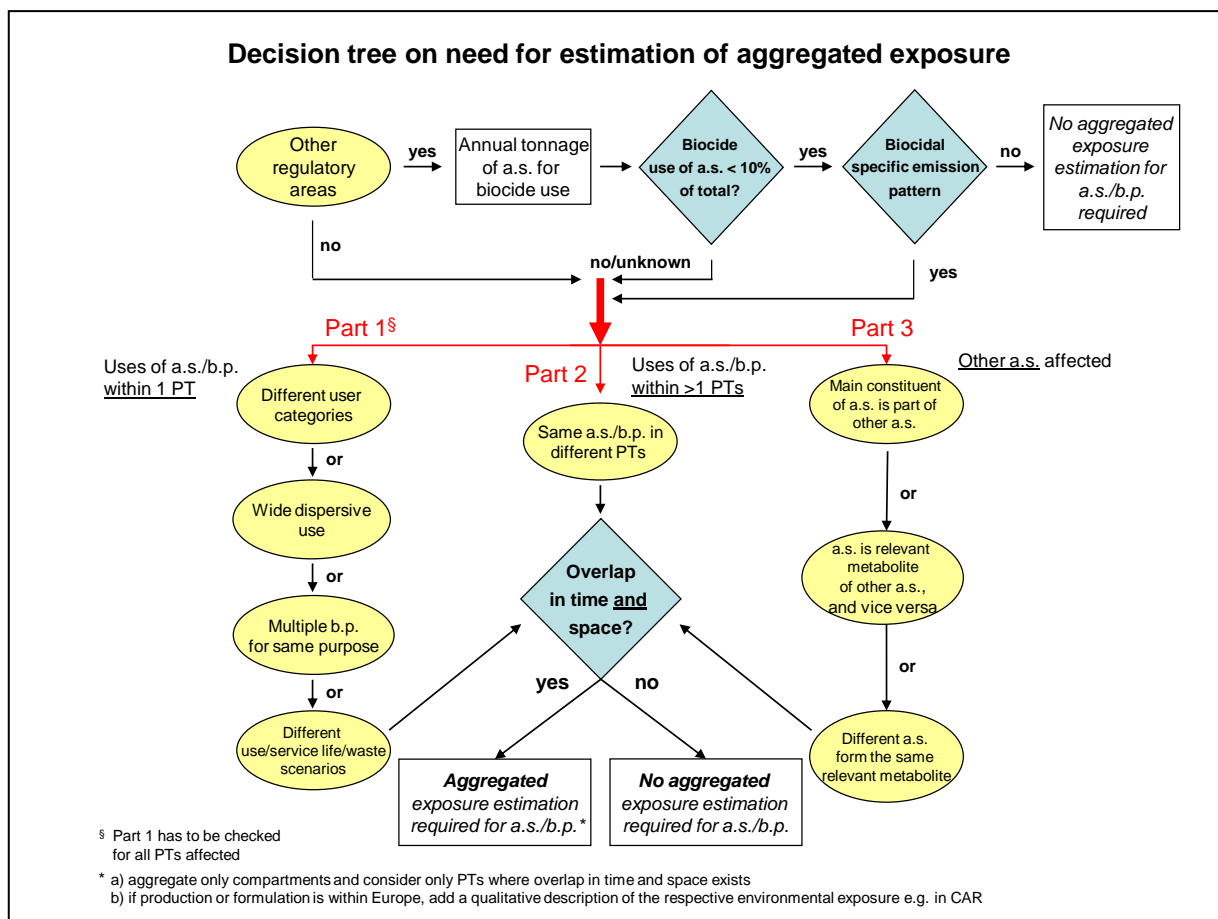 Decision tree on need for estimation of aggregated exposure
Other
regulatory
areas
yes
Annual tonnage
of a.s. for
biocide use
Biocide
use of a.s. < 10%
of total?
yes
Biocidal
specific emission
pattern
no
No aggregated
exposure
estimation for
a.s./b.p.
required
no
no/unknown
yes
Part 1§
Part 2
Part 3
Uses of a.s./b.p.
within 1 PT
Uses of a.s./b.p.
within >1 PTs
Other a.s. affected
Different user
categories
or
Wide dispersive
use
or
Multiple b.p.
for same purpose
or
Different
use/service life/waste
scenarios
Same a.s./b.p. in
different PTs
Overlap
in time and
space?
yes
no
Main constituent
of a.s. is part of
other a.s.
or
a.s. is relevant
metabolite
of other a.s.,
and vice versa
or
Different a.s.
form the same
relevant metabolite
Aggregated
exposure estimation
required for a.s./b.p.*
No aggregated
exposure estimation
required for a.s./b.p.
§ Part 1 has to be checked
for all PTs affected
* a) aggregate only compartments and consider only PTs where overlap in time and space exists
b) if production or formulation is within Europe, add a qualitative description of the respective environmental exposure e.g. in CAR